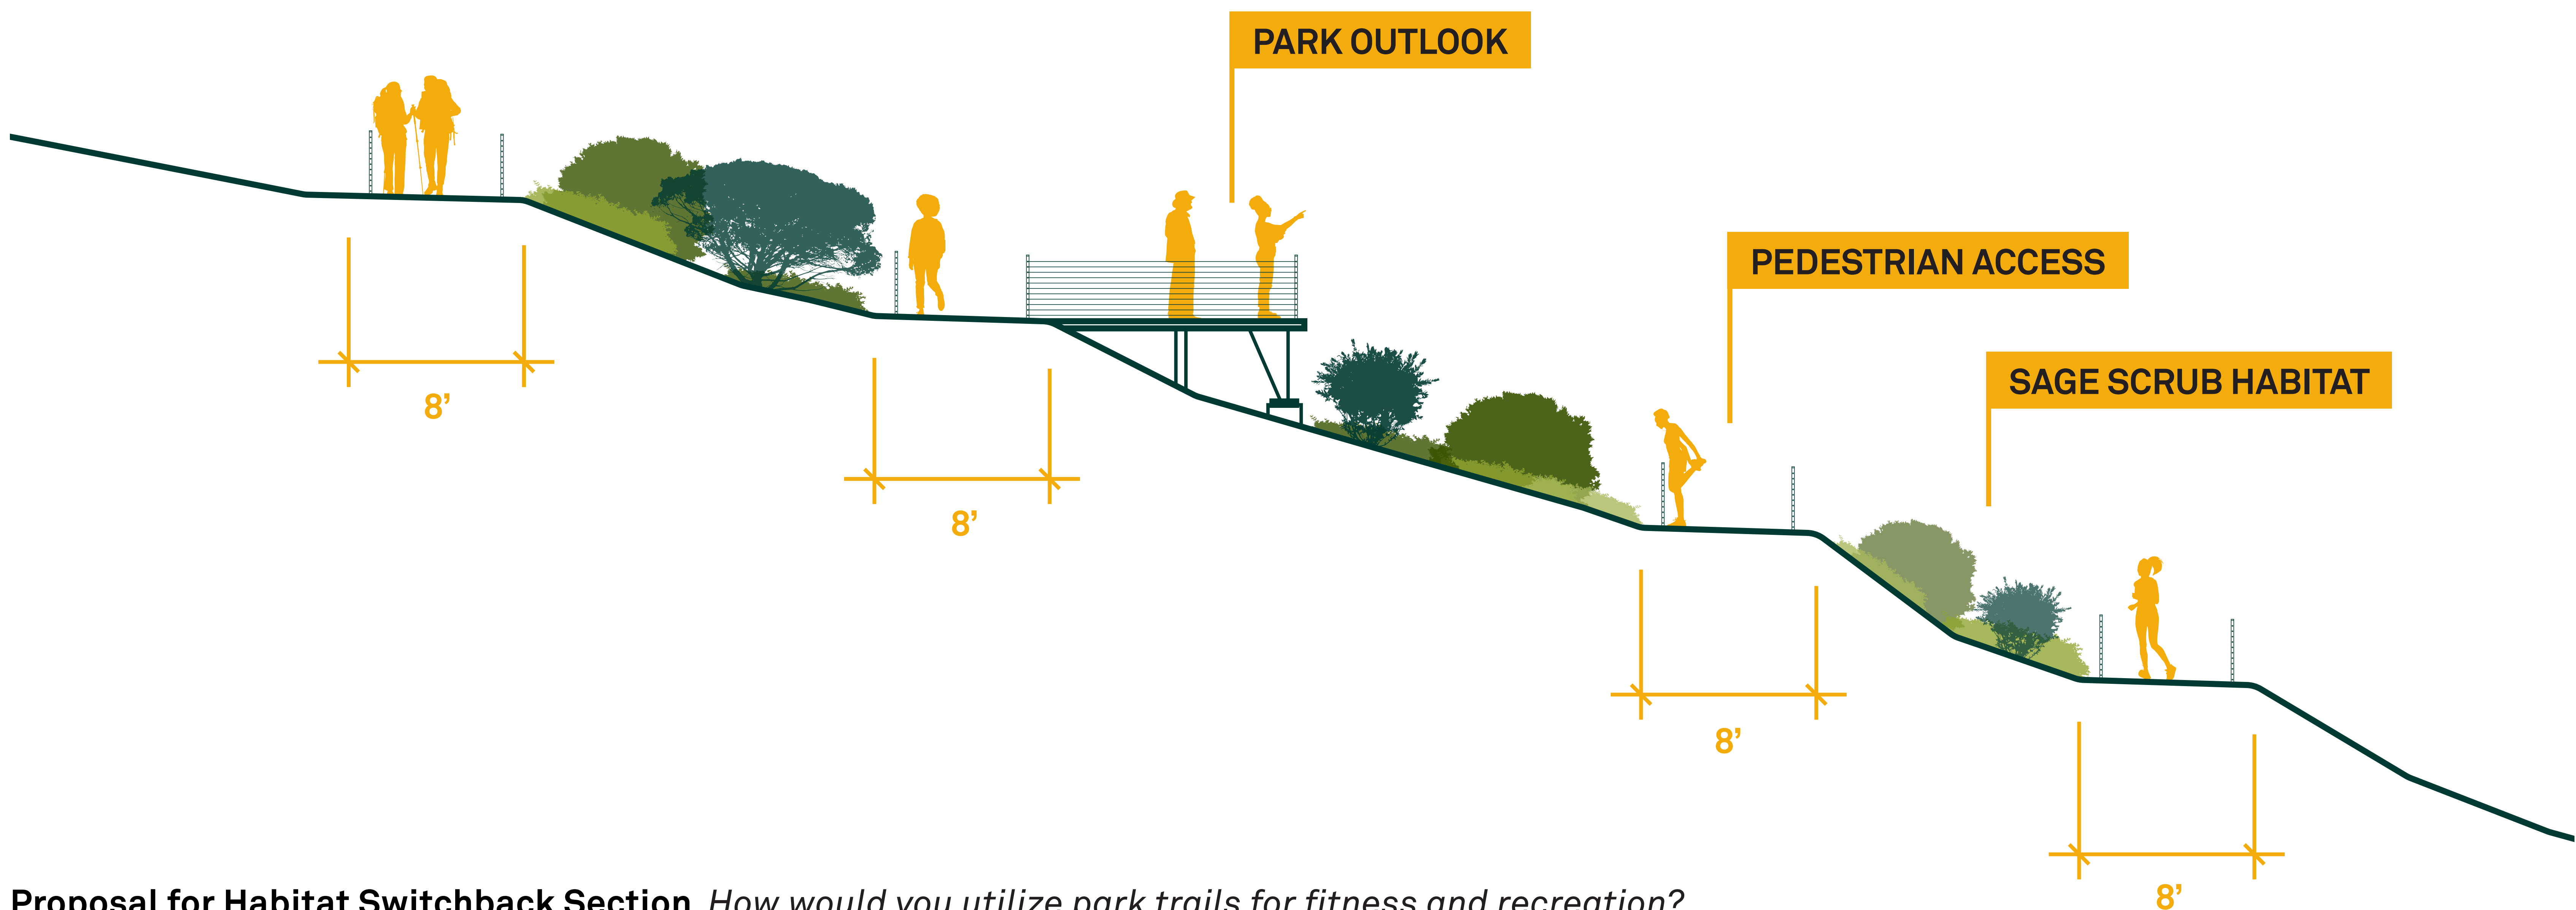 PARK OUTLOOK
PEDESTRIAN ACCESS
SAGE SCRUB HABITAT
8’
8’
8’
8’
Proposal for Habitat Switchback Section How would you utilize park trails for fitness and recreation?